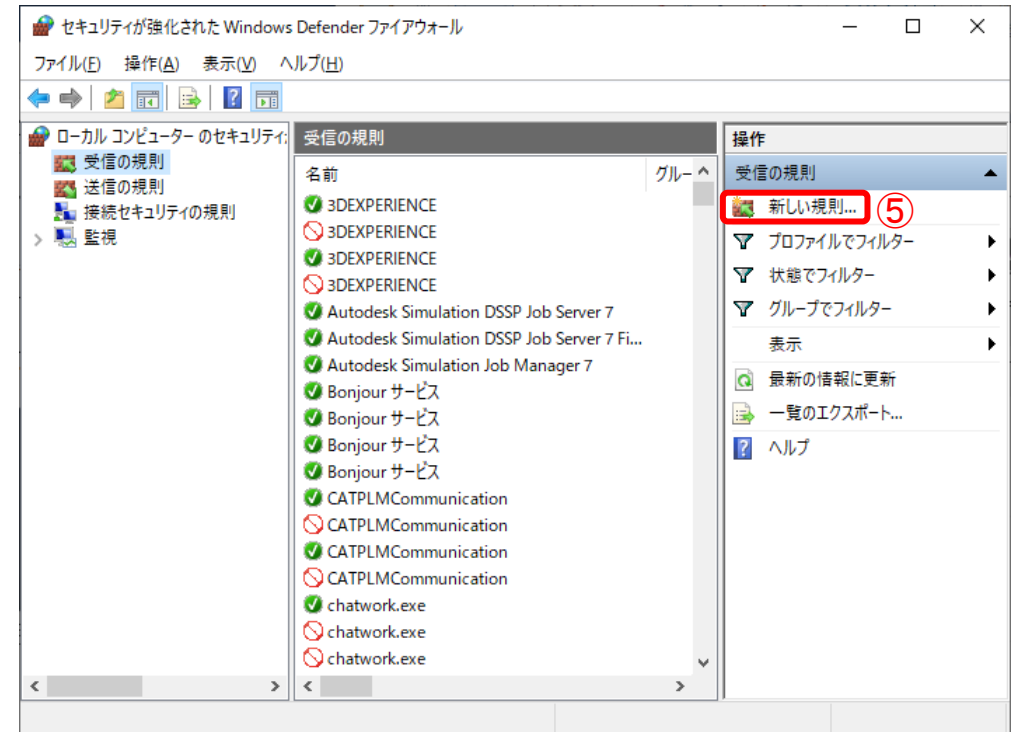 セキュリティが強化された Windows Defender ファイアウォール
ファイル(F) 操作(A) 表示(V) ヘルプ(H)
ローカル コンピューター のセキュリティ
受信の規則
送信の規則
接続セキュリティの規則
監視
受信の規則
名前 グルー
3DEXPERIENCE
3DEXPERIENCE
3DEXPERIENCE
3DEXPERIENCE
Autodesk Simulation DSSP Job Server 7
Autodesk Simulation DSSP Job Server 7 Fi...
Autodesk Simulation Job Manager 7
Bonjour サービス
Bonjour サービス
Bonjour サービス
Bonjour サービス
CATPLMCommunication
CATPLMCommunication
CATPLMCommunication
CATPLMCommunication
chatwork.exe
chatwork.exe
chatwork.exe
操作
受信の規則
新しい規則... ⑤
プロファイルでフィルター
状態でフィルター
グループでフィルター
表示
最新の情報に更新
一覧のエクスポート...
ヘルプ